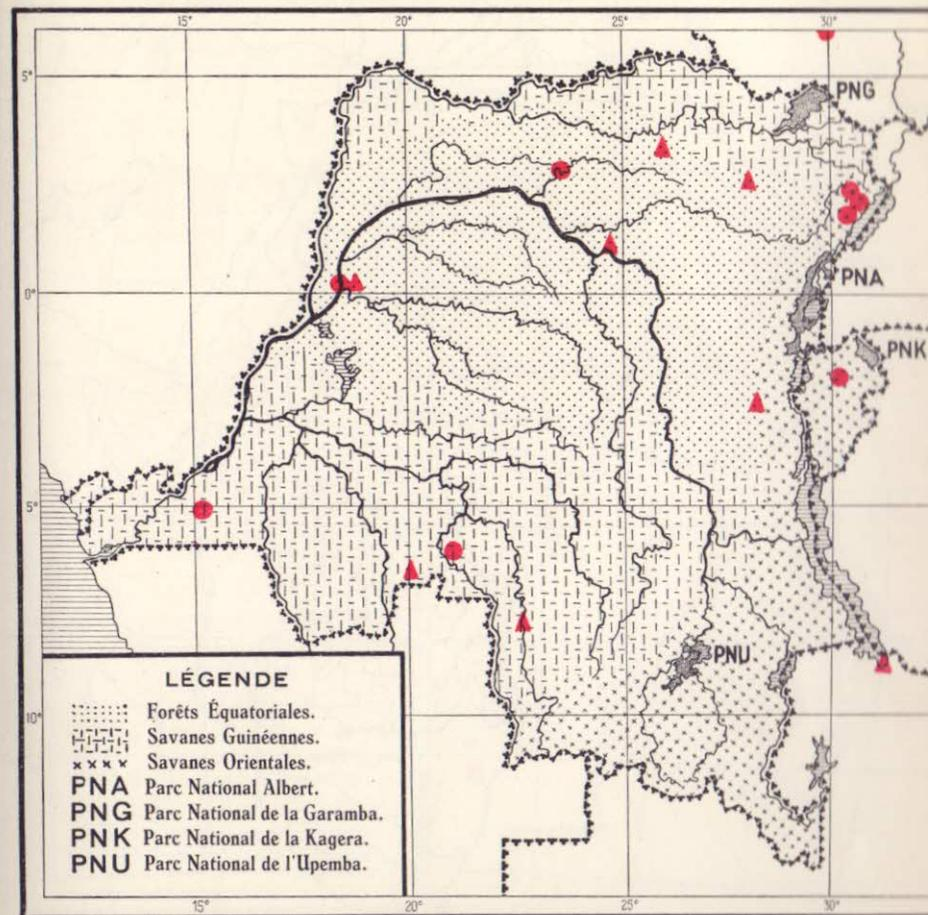 15° 20° 25° 30°
5°
PNG
PNA
0°
PNK
5°
PNU
LÉGENDE
Forêts Équatoriales.
Savanes Guinéennes.
Savanes Orientales.
PNA Parc National Albert.
PNG Parc National de la Garamba.
PNK Parc National de la Kagera.
PNU Parc National de l'Upemba.
10°
15° 20° 25° 30°